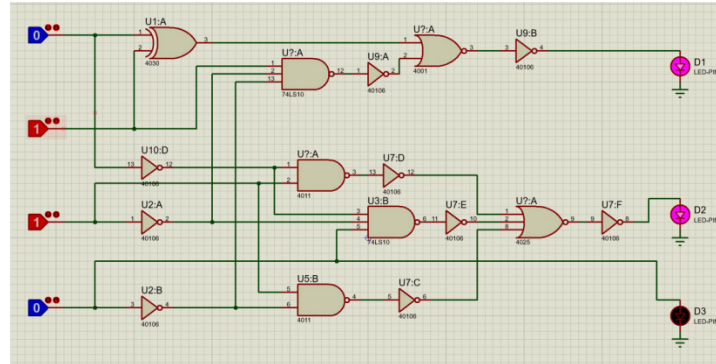 U1:A
0
1
2
3
4030
U?:A
1
2
13
12
74LS10
U9:A
1
2
40106
U?:A
1
2
3
4001
U9:B
3
4
40106
D1
LED-PIN
1
U10:D
13
12
40106
U?:A
1
2
3
4011
U7:D
13
12
40106
1
U2:A
1
2
40106
U3:B
3
4
5
6
74LS10
U7:E
11
10
40106
U?:A
1
2
8
9
4025
U7:F
9
8
40106
D2
LED-PIN
0
U2:B
3
4
40106
U5:B
5
6
4
4011
U7:C
5
6
40106
D3
LED-PIN